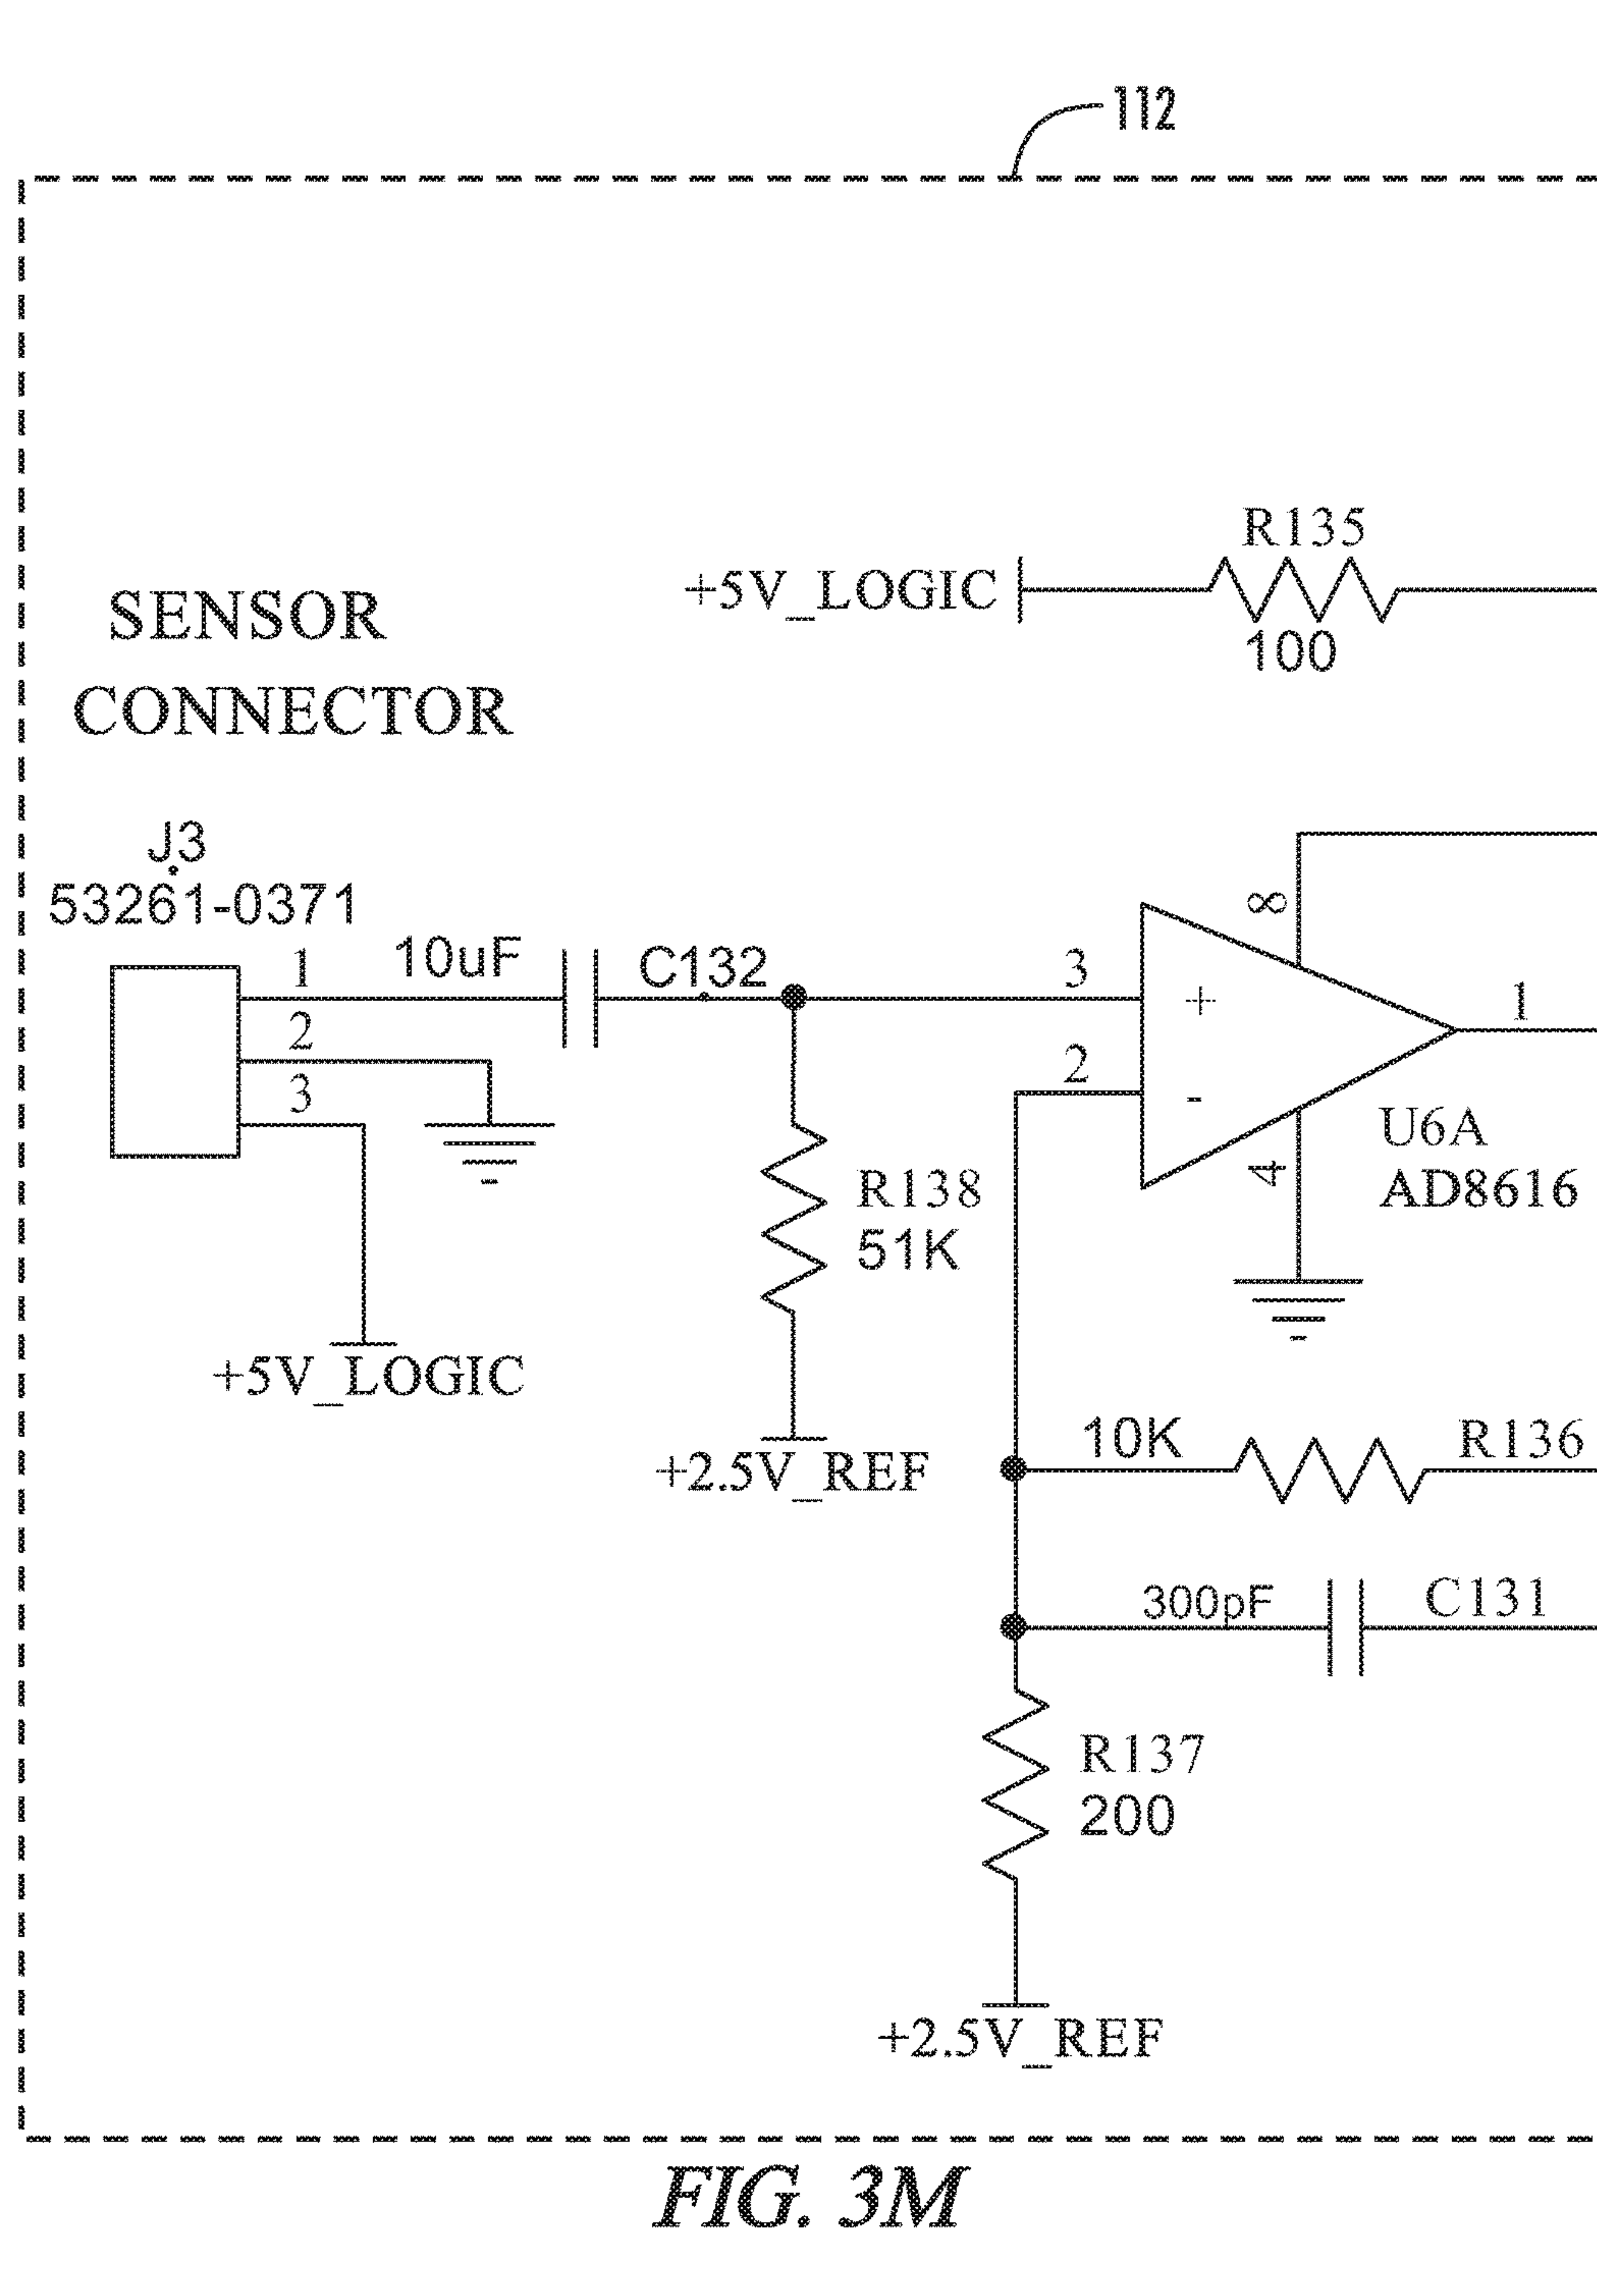 112
R135
+5V_LOGIC
100
SENSOR
CONNECTOR
J3
53261-0371
1
10uF
C132
2
3
+5V_LOGIC
R138
51K
+2.5V_REF
3
+
2
-
8
1
4
U6A
AD8616
10K
R136
300pF
C131
R137
200
+2.5V_REF
FIG. 3M